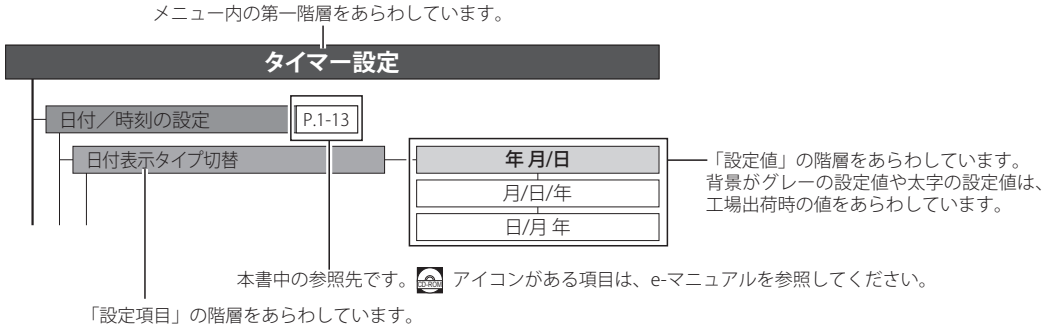 メニュー内の第一階層をあらわしています。
タイマー設定
日付／時刻の設定 P.1-13
日付表示タイプ切替
年 月/日
月/日/年
日/月 年
「設定値」の階層をあらわしています。
背景がグレーの設定値や太字の設定値は、
工場出荷時の値をあらわしています。
本書中の参照先です。 CD-ROM アイコンがある項目は、e-マニュアルを参照してください。
「設定項目」の階層をあらわしています。